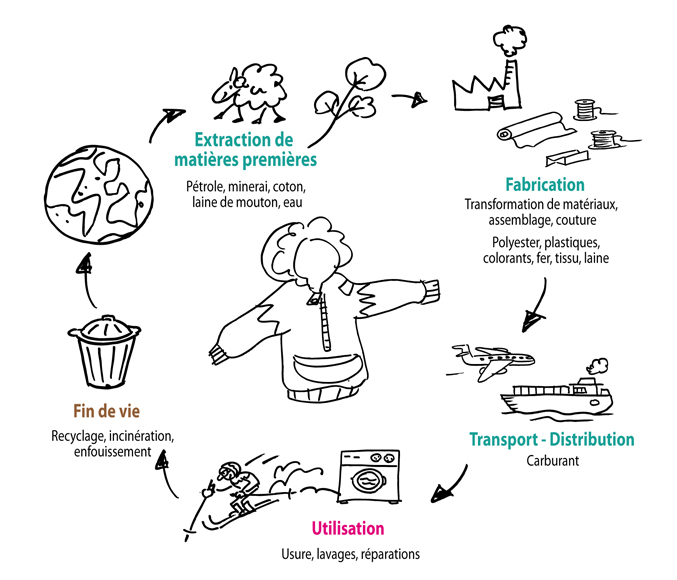 Extraction de
matières premières
Pétrole, minerai, coton,
laine de mouton, eau
Fabrication
Transformation de matériaux,
assemblage, couture
Polyester, plastiques,
colorants, fer, tissu, laine
Transport - Distribution
Carburant
Utilisation
Usure, lavages, réparations
Fin de vie
Recyclage, incinération,
enfouissement